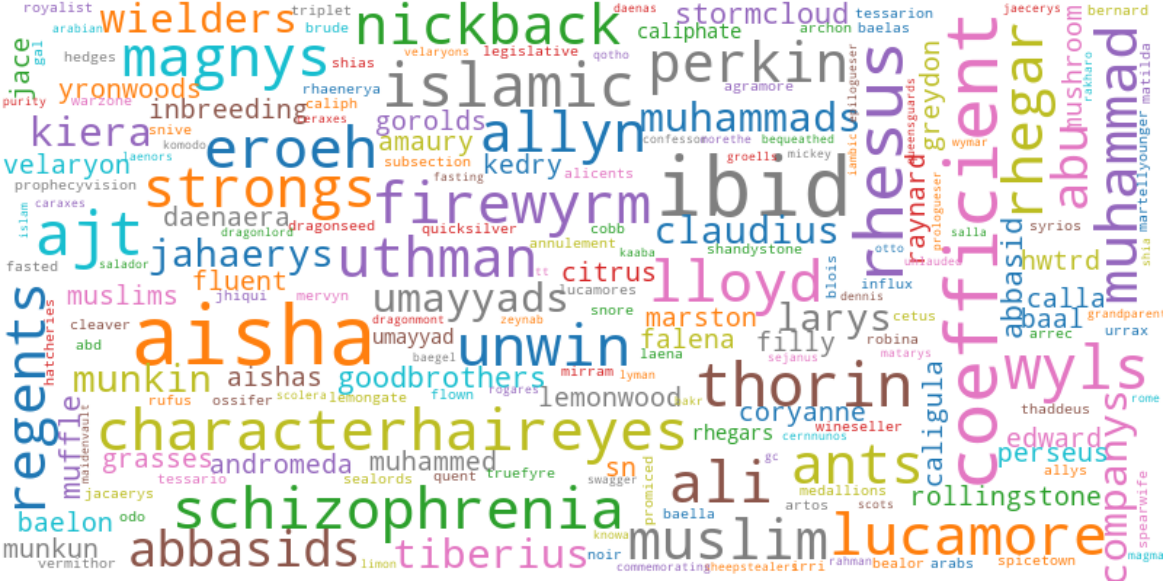 royalist
wielders
triplet
nickback
daenas
stormcloud
tessarion
jaecerys
bernard
arabian
brude
caliphate
archon
baelas
jace
gal
hedges
magnys
shias
velaryons
legislative
qotho
perkin
islamic
yronwoods
rhaenerya
agramore
purity
warzone
inbreeding
caliph
meraxes
gorolds
allyn
muhammads
rhesus
greydon
coefficient
rhegar
mushroom
rakharo
muhammad
matilda
kiera
snive
komodo
eroeh
amaury
confessor
morethe
bequeathed
iambic
epilogueser
queensguards
wymar
abu
velaryon
laenors
subsection
kedry
groells
mickey
prophecyvision
strongs
fasting
alicents
ibid
raynard
prologueser
martellyounger
caraxes
islam
ajt
daenaera
dragonseed
dragonlord
firewyrm
quicksilver
cobb
claudius
salla
syrios
fasted
salador
jahaerys
uthman
annulement
kaaba
shandystone
otto
abbasid
hwtrd
shia
fluent
tt
citrus
lloyd
blois
influx
regents
hatcheries
muslims
jhiqui
mervyn
umayyads
lucamores
dennis
calla
cleaver
aisha
dragonmont
zeynab
snore
marston
larys
cetus
baal
grandparent
abd
umayyad
unwin
falena
filly
robina
arrec
urrax
baegel
laena
sejanus
matarys
munkin
aishas
goodbrothers
mirram
lyman
thorin
wyls
rufus
ossifer
scolera
lemongate
flown
rogares
lemonwood
coryanne
caligula
thaddeus
rome
muffle
maidenvault
characterhaireyes
rhegars
cernnunos
wineseller
edward
companys
grasses
andromeda
muhammed
truefyre
sn
gc
ants
perseus
allys
tessario
sealords
quent
swagger
promiced
ali
medallions
rollingstone
spearwife
jacaerys
schizophrenia
baella
artos
scots
baelon
odo
knowa
muslim
lucamore
munkun
vermithor
abbasids
limon
tiberius
noir
commemorating
sheepstealer
irri
rahman
bealor
arabs
spicetown
magma